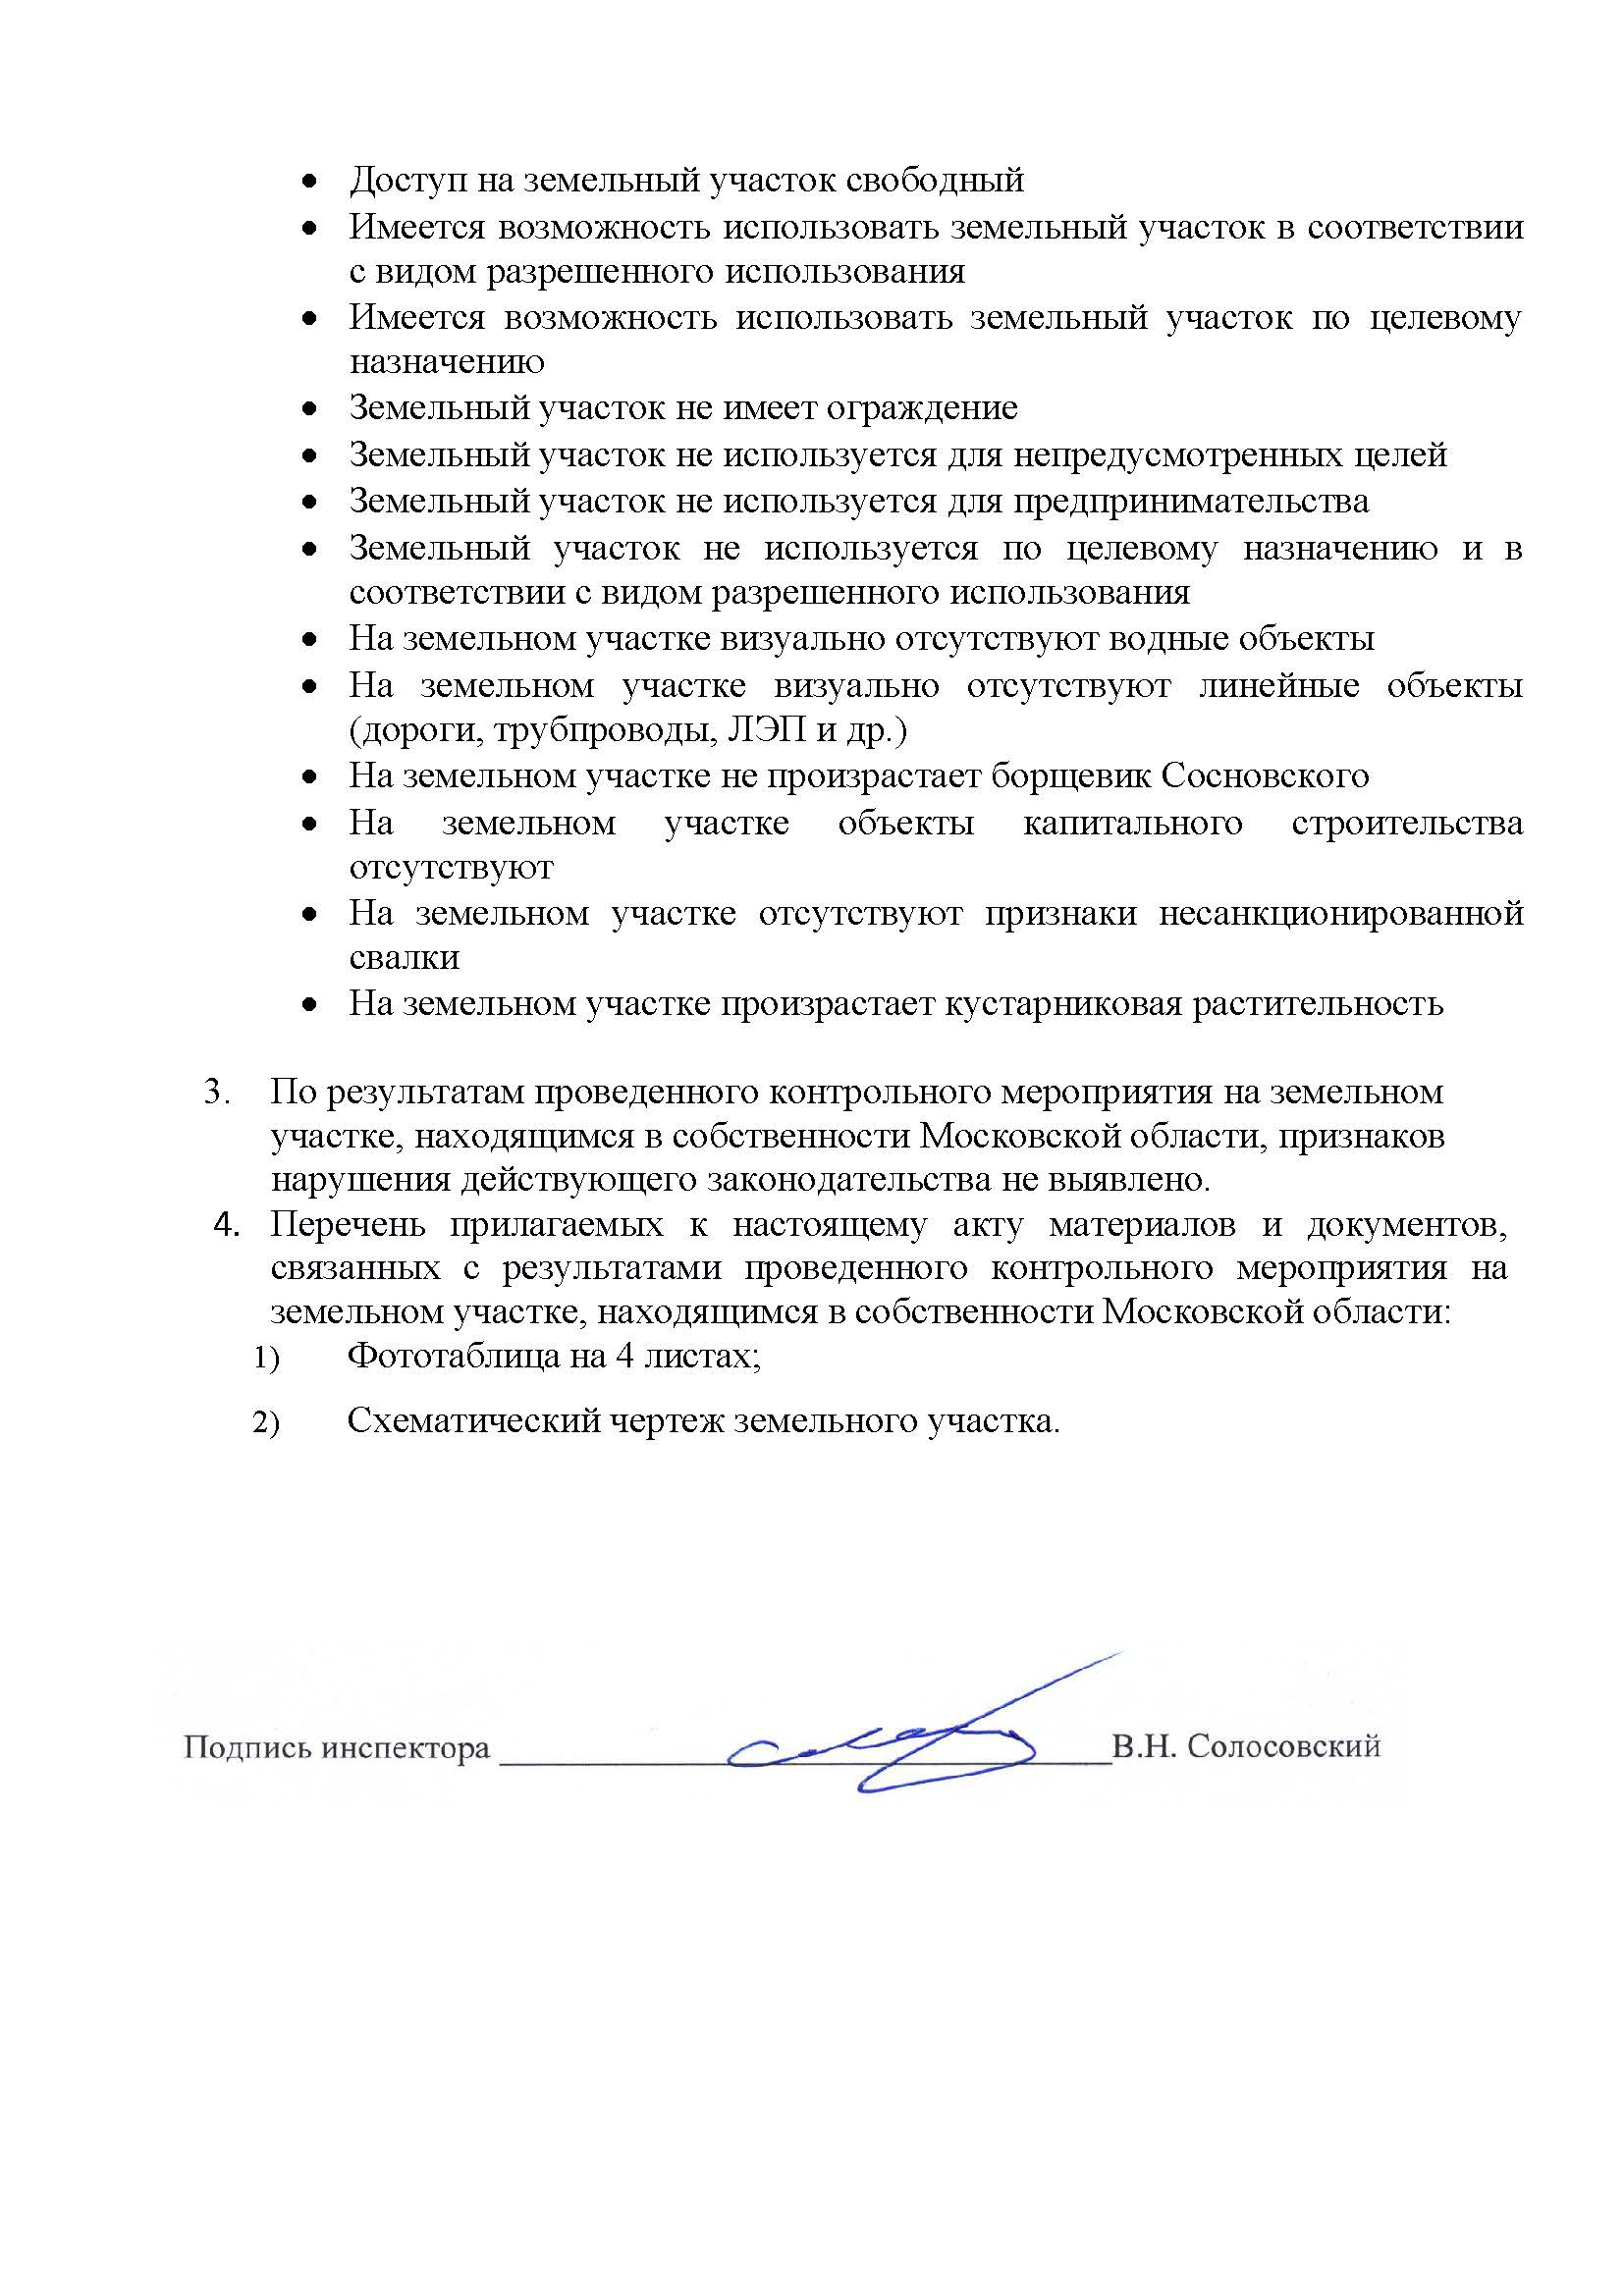 • Доступ на земельный участок свободный
• Имеется возможность использовать земельный участок в соответствии
с видом разрешенного использования
• Имеется возможность использовать земельный участок по целевому
назначению
• Земельный участок не имеет ограждение
• Земельный участок не используется для непредусмотренных целей
• Земельный участок не используется для предпринимательства
• Земельный участок не используется по целевому назначению и в
соответствии с видом разрешенного использования
• На земельном участке визуально отсутствуют водные объекты
• На земельном участке визуально отсутствуют линейные объекты
(дороги, трубпроводы, ЛЭП и др.)
• На земельном участке не произрастает борщевик Сосновского
• На земельном участке объекты капитального строительства
отсутствуют
• На земельном участке отсутствуют признаки несанкционированной
свалки
• На земельном участке произрастает кустарниковая растительность
3. По результатам проведенного контрольного мероприятия на земельном
участке, находящимся в собственности Московской области, признаков
нарушения действующего законодательства не выявлено.
4. Перечень прилагаемых к настоящему акту материалов и документов,
связанных с результатами проведенного контрольного мероприятия на
земельном участке, находящимся в собственности Московской области:
1) Фототаблица на 4 листах;
2) Схематический чертеж земельного участка.
Подпись инспектора В.Н. Солосовский